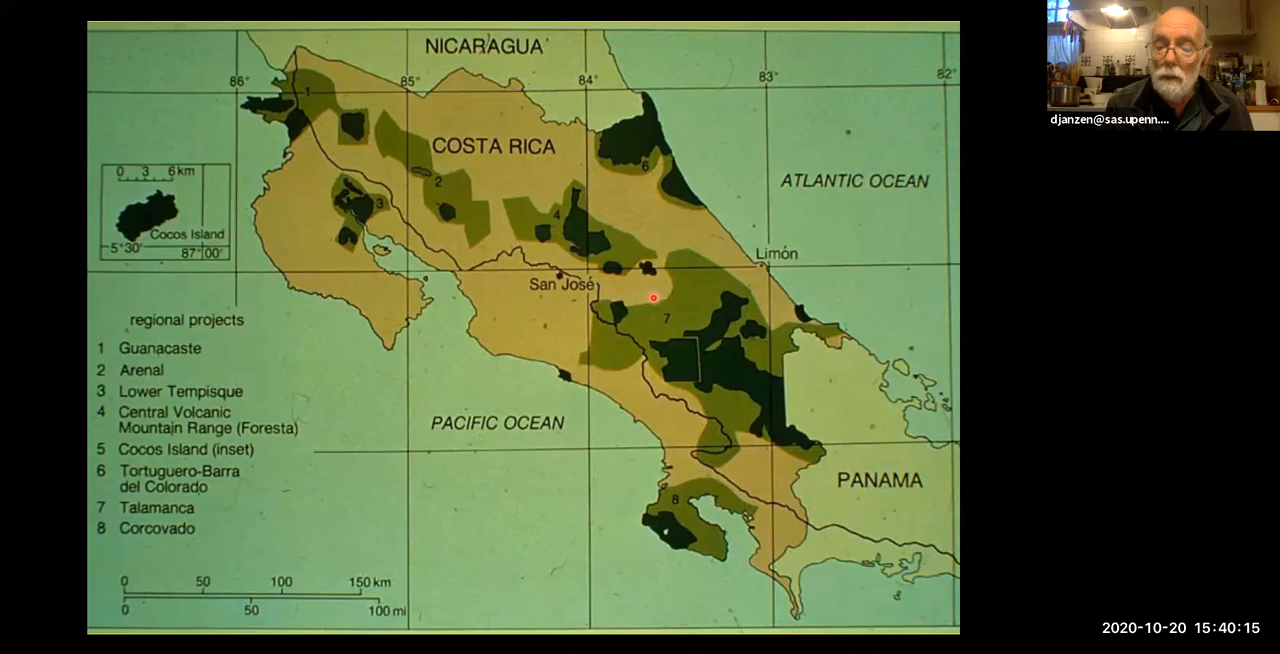 NICARAGUA
86°
85°
84°
83°
82°
1
COSTA RICA
6
ATLANTIC OCEAN
0 3 6 km
2
3
4
Cocos Island
5°30'
87°00'
Limón
San José
7
regional projects
1 Guanacaste
2 Arenal
3 Lower Tempisque
4 Central Volcanic
Mountain Range (Foresta)
5 Cocos Island (inset)
6 Tortuguero-Barra
del Colorado
7 Talamanca
8 Corcovado
PACIFIC OCEAN
PANAMA
8
0 50 100 150 km
0 50 100 mi
djanzen@sas.upenn....
2020-10-20 15:40:15